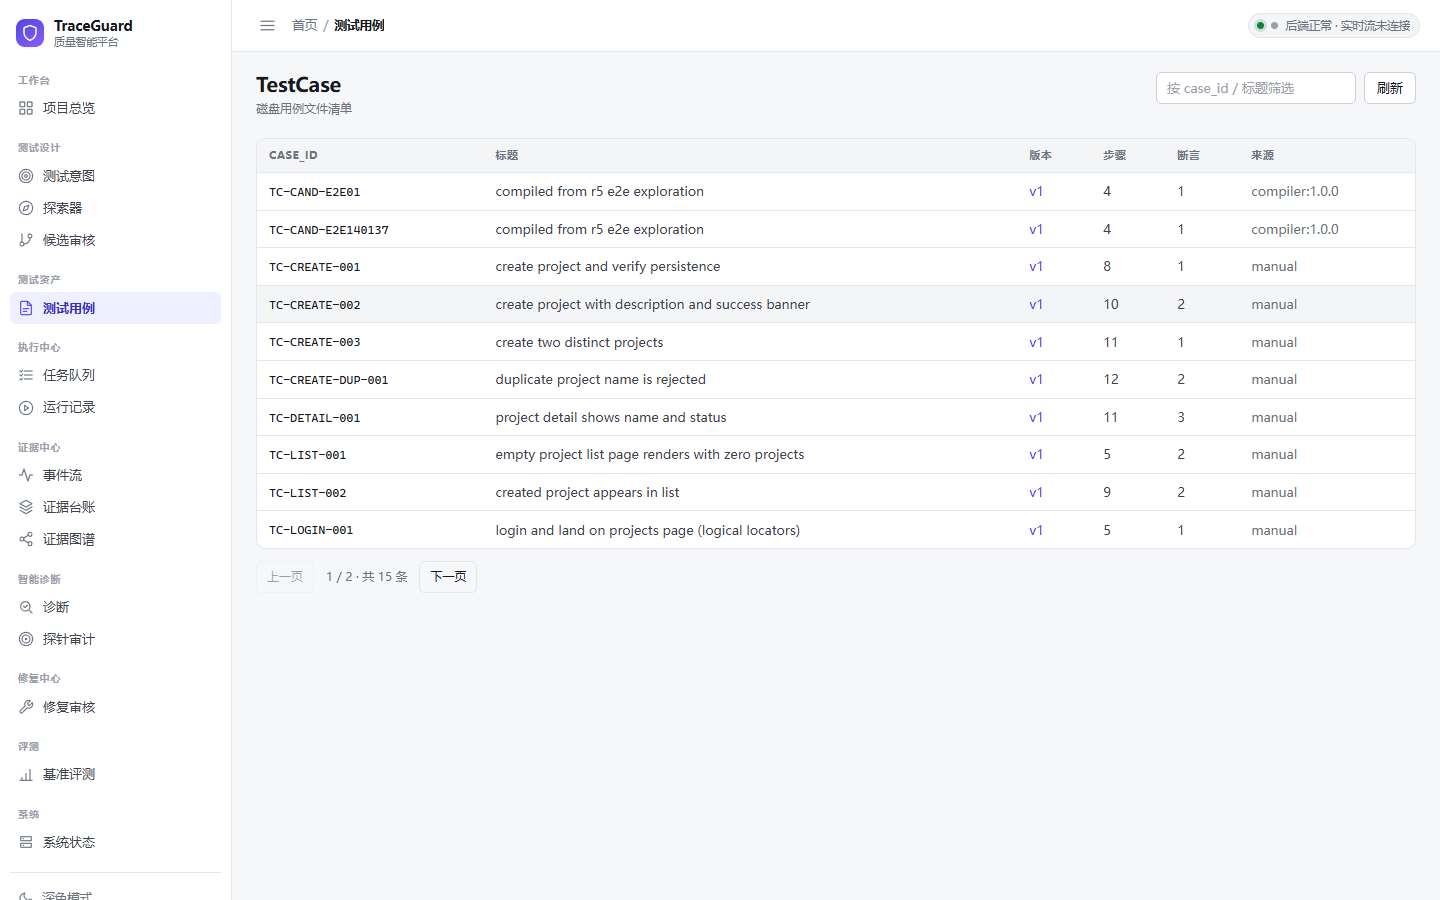 TraceGuard
质量智能平台
工作台
项目总览
测试设计
测试意图
探索器
候选审核
测试资产
测试用例
执行中心
任务队列
运行记录
证据中心
事件流
证据台账
证据图谱
智能诊断
诊断
探针审计
修复中心
修复审核
评测
基准评测
系统
系统状态
深色模式
首页 / 测试用例
后端正常 · 实时流未连接
TestCase
磁盘用例文件清单
按 case_id / 标题筛选
刷新
CASE_ID 标题 版本 步骤 断言 来源
TC-CAND-E2E01 compiled from r5 e2e exploration v1 4 1 compiler:1.0.0
TC-CAND-E2E140137 compiled from r5 e2e exploration v1 4 1 compiler:1.0.0
TC-CREATE-001 create project and verify persistence v1 8 1 manual
TC-CREATE-002 create project with description and success banner v1 10 2 manual
TC-CREATE-003 create two distinct projects v1 11 1 manual
TC-CREATE-DUP-001 duplicate project name is rejected v1 12 2 manual
TC-DETAIL-001 project detail shows name and status v1 11 3 manual
TC-LIST-001 empty project list page renders with zero projects v1 5 2 manual
TC-LIST-002 created project appears in list v1 9 2 manual
TC-LOGIN-001 login and land on projects page (logical locators) v1 5 1 manual
上一页 1 / 2 · 共 15 条 下一页